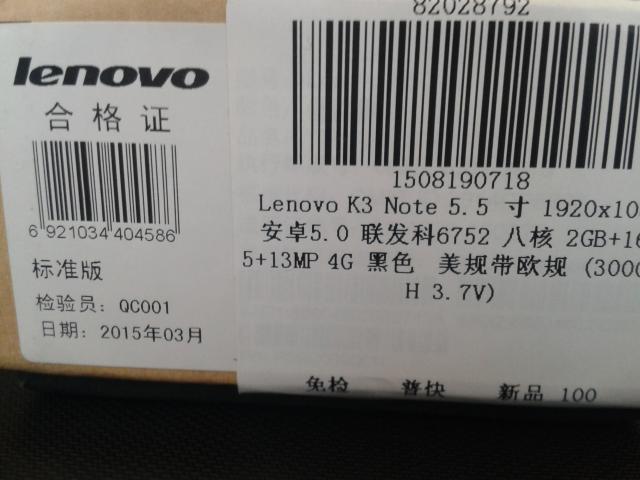 lenovo
合格证
6 921034 404586
标准版
检验员: QC001
日期: 2015年03月
82028792
1508190718
Lenovo K3 Note 5.5 寸 1920x10
安卓5.0 联发科6752 八核 2GB+16
5+13MP 4G 黑色 美规带欧规 (3000
H 3.7V)
免检 普快 新品 100